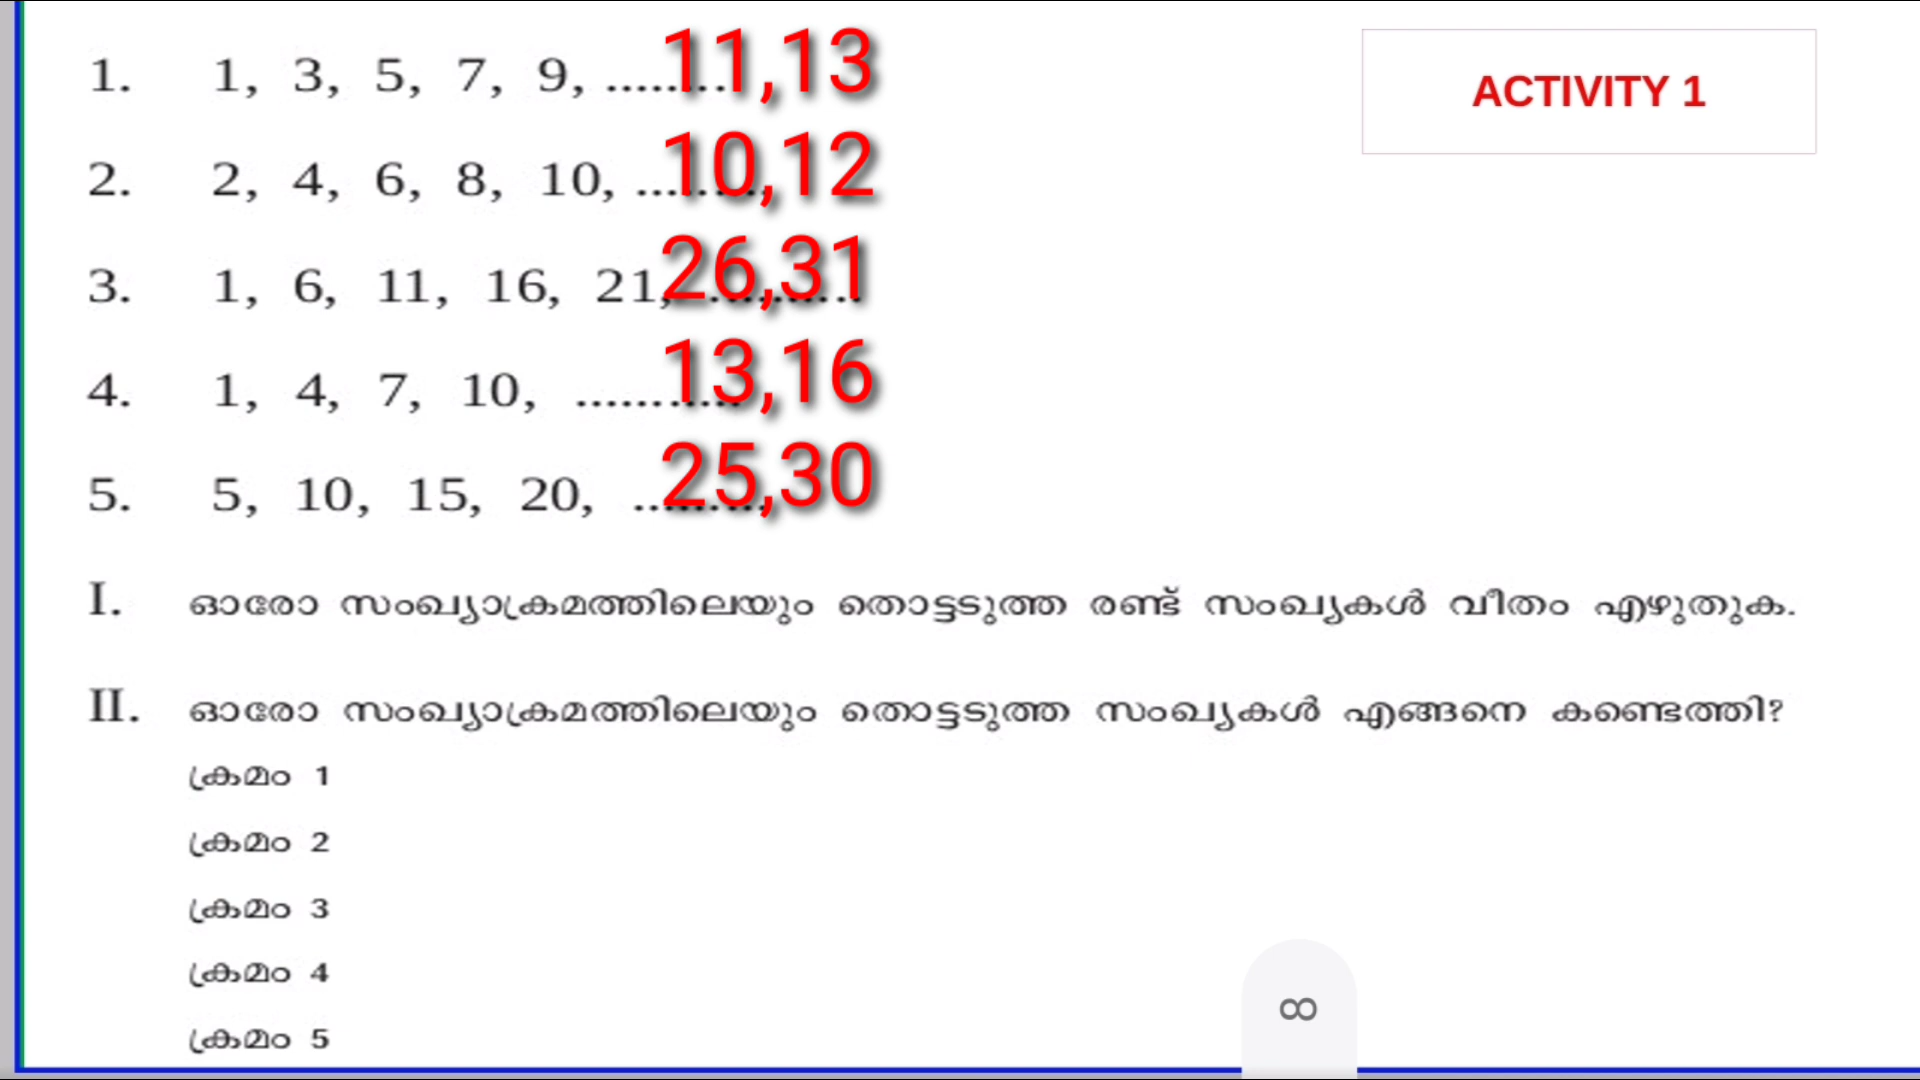 1. 1, 3, 5, 7, 9, ........ 11,13
ACTIVITY 1
2. 2, 4, 6, 8, 10, ......... 10,12
3. 1, 6, 11, 16, 21, .......... 26,31
4. 1, 4, 7, 10, ........... 13,16
5. 5, 10, 15, 20, ......... 25,30
I. ഓരോ സംഖ്യാക്രമത്തിലെയും തൊട്ടടുത്ത രണ്ട് സംഖ്യകൾ വീതം എഴുതുക.
II. ഓരോ സംഖ്യാക്രമത്തിലെയും തൊട്ടടുത്ത സംഖ്യകൾ എങ്ങനെ കണ്ടെത്തി?
ക്രമം 1
ക്രമം 2
ക്രമം 3
ക്രമം 4
ക്രമം 5
8